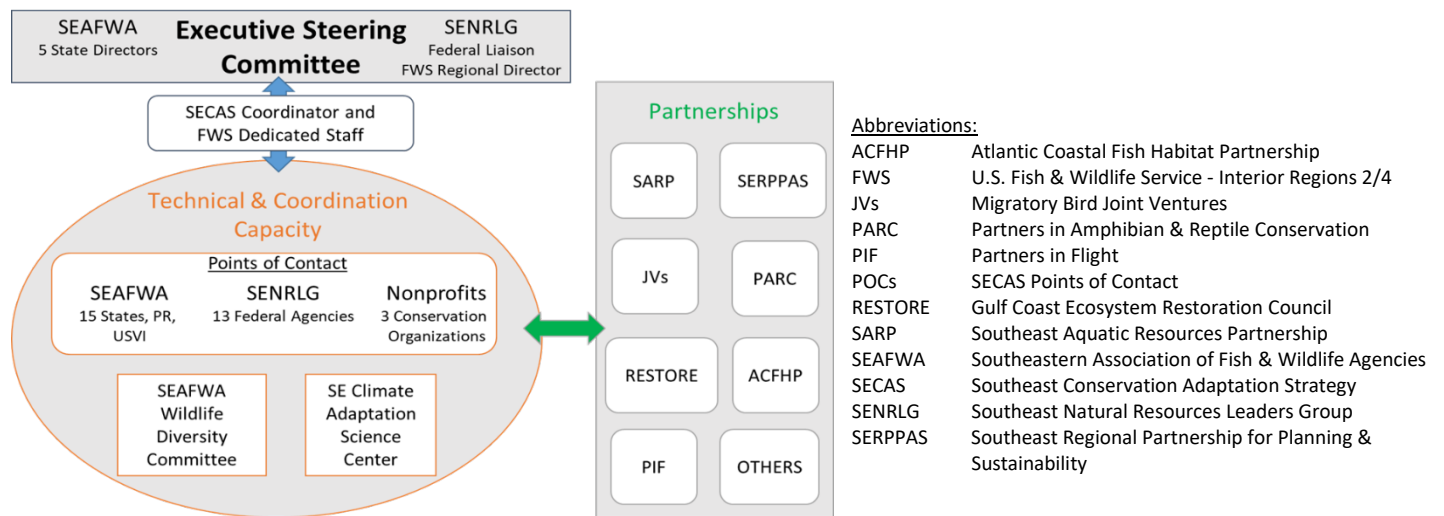 SEAFWA
5 State Directors
Executive Steering
Committee
SENRLG
Federal Liaison
FWS Regional Director
SECAS Coordinator and
FWS Dedicated Staff
Technical & Coordination
Capacity
Points of Contact
SEAFWA
15 States, PR,
USVI
SENRLG
13 Federal Agencies
Nonprofits
3 Conservation
Organizations
SEAFWA
Wildlife
Diversity
Committee
SE Climate
Adaptation
Science
Center
Partnerships
SARP
SERPPAS
JVs
PARC
RESTORE
ACFHP
PIF
OTHERS
Abbreviations:
ACFHP Atlantic Coastal Fish Habitat Partnership
FWS U.S. Fish & Wildlife Service - Interior Regions 2/4
JVs Migratory Bird Joint Ventures
PARC Partners in Amphibian & Reptile Conservation
PIF Partners in Flight
POCs SECAS Points of Contact
RESTORE Gulf Coast Ecosystem Restoration Council
SARP Southeast Aquatic Resources Partnership
SEAFWA Southeastern Association of Fish & Wildlife Agencies
SECAS Southeast Conservation Adaptation Strategy
SENRLG Southeast Natural Resources Leaders Group
SERPPAS Southeast Regional Partnership for Planning &
Sustainability